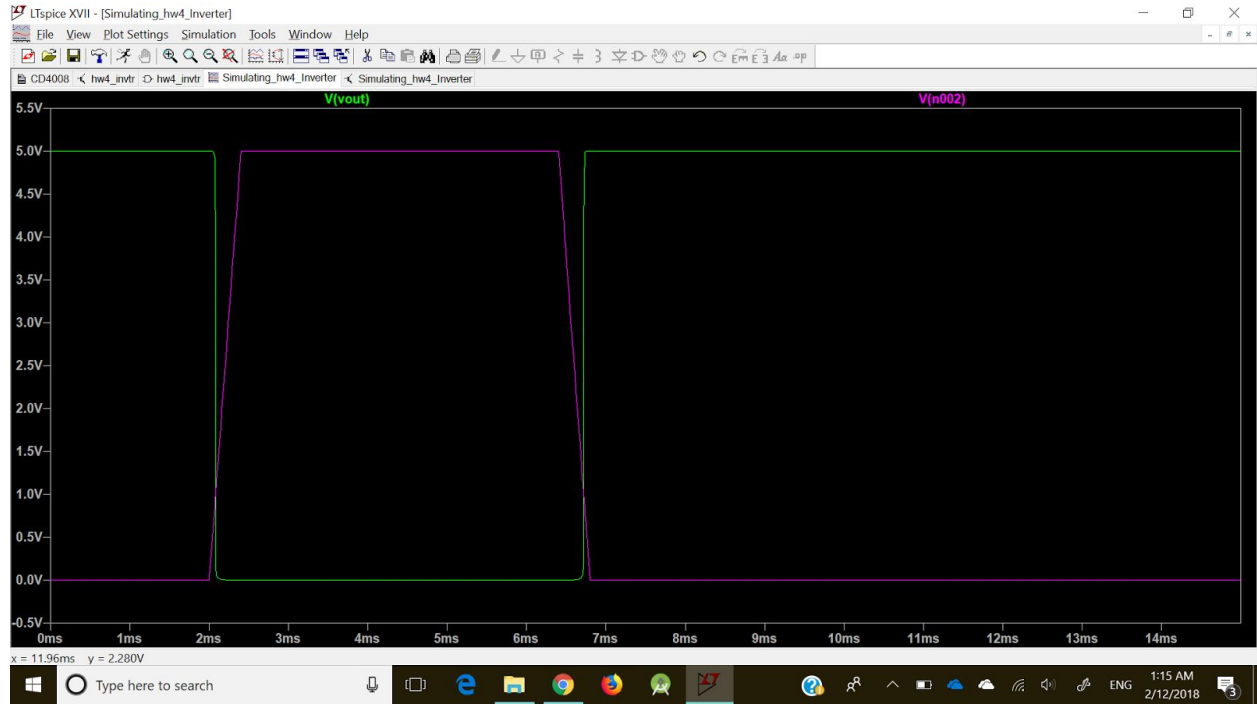 LTspice XVII - [Simulating_hw4_Inverter]
File View Plot Settings Simulation Tools Window Help
CD4008 hw4_invtr hw4_invtr Simulating_hw4_Inverter Simulating_hw4_Inverter
V(vout) V(n002)
5.5V
5.0V
4.5V
4.0V
3.5V
3.0V
2.5V
2.0V
1.5V
1.0V
0.5V
0.0V
-0.5V
0ms 1ms 2ms 3ms 4ms 5ms 6ms 7ms 8ms 9ms 10ms 11ms 12ms 13ms 14ms
x = 11.96ms y = 2.280V
Type here to search ENG 1:15 AM
2/12/2018 3